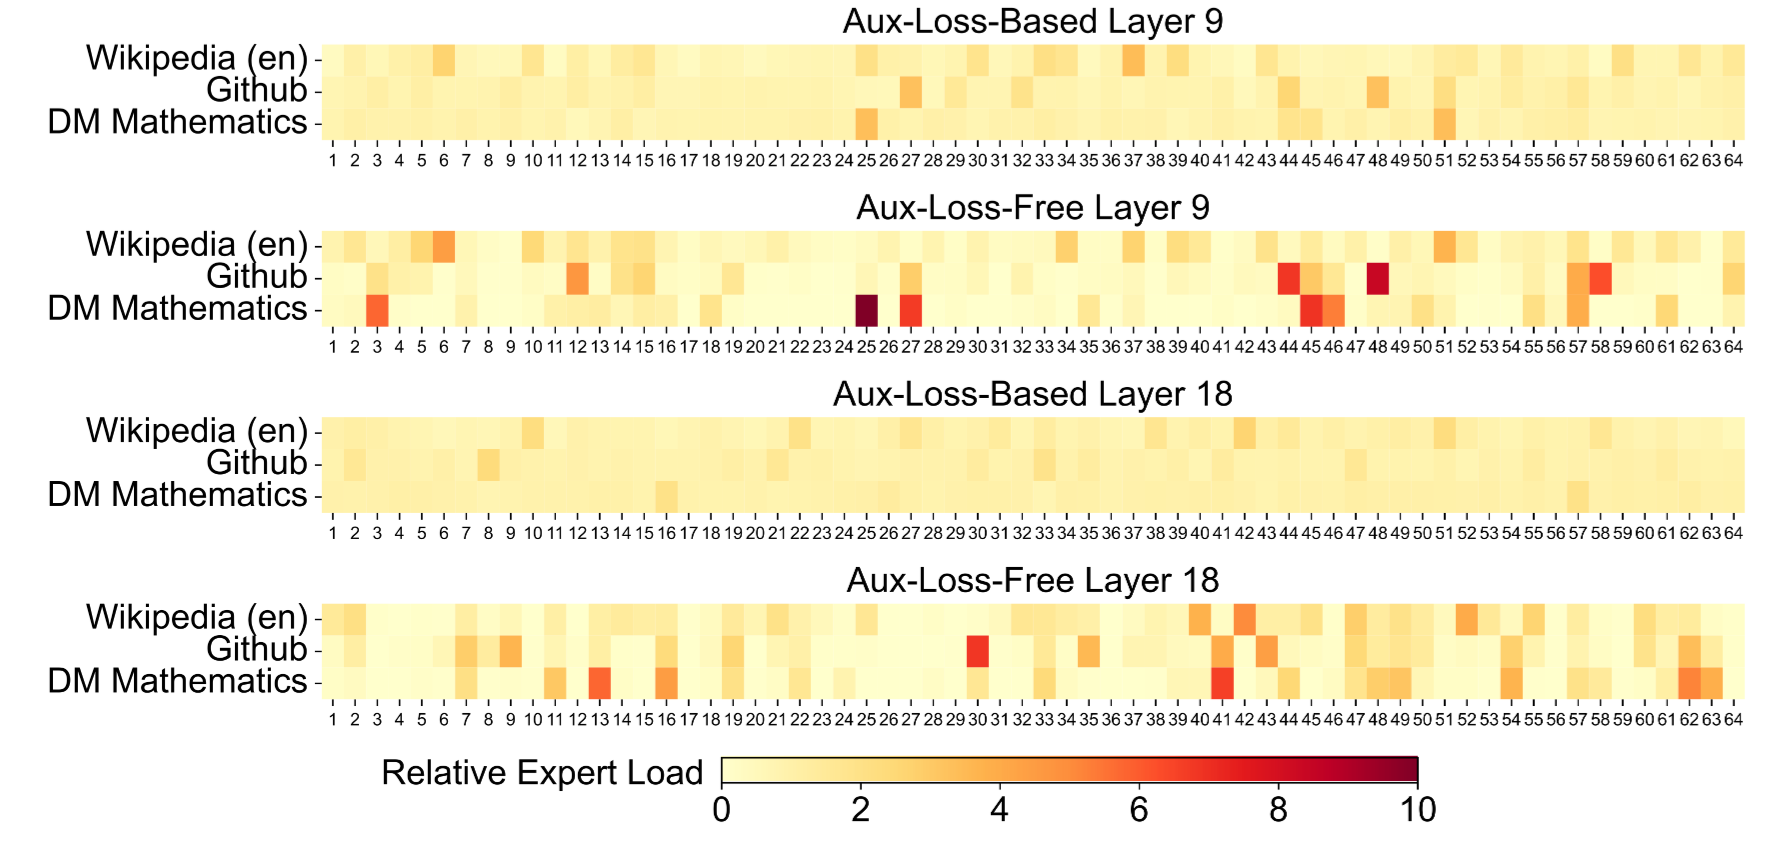 Aux-Loss-Based Layer 9
Wikipedia (en)
Github
DM Mathematics
1 2 3 4 5 6 7 8 9 10 11 12 13 14 15 16 17 18 19 20 21 22 23 24 25 26 27 28 29 30 31 32 33 34 35 36 37 38 39 40 41 42 43 44 45 46 47 48 49 50 51 52 53 54 55 56 57 58 59 60 61 62 63 64
Aux-Loss-Free Layer 9
Wikipedia (en)
Github
DM Mathematics
1 2 3 4 5 6 7 8 9 10 11 12 13 14 15 16 17 18 19 20 21 22 23 24 25 26 27 28 29 30 31 32 33 34 35 36 37 38 39 40 41 42 43 44 45 46 47 48 49 50 51 52 53 54 55 56 57 58 59 60 61 62 63 64
Aux-Loss-Based Layer 18
Wikipedia (en)
Github
DM Mathematics
1 2 3 4 5 6 7 8 9 10 11 12 13 14 15 16 17 18 19 20 21 22 23 24 25 26 27 28 29 30 31 32 33 34 35 36 37 38 39 40 41 42 43 44 45 46 47 48 49 50 51 52 53 54 55 56 57 58 59 60 61 62 63 64
Aux-Loss-Free Layer 18
Wikipedia (en)
Github
DM Mathematics
1 2 3 4 5 6 7 8 9 10 11 12 13 14 15 16 17 18 19 20 21 22 23 24 25 26 27 28 29 30 31 32 33 34 35 36 37 38 39 40 41 42 43 44 45 46 47 48 49 50 51 52 53 54 55 56 57 58 59 60 61 62 63 64
Relative Expert Load
0 2 4 6 8 10